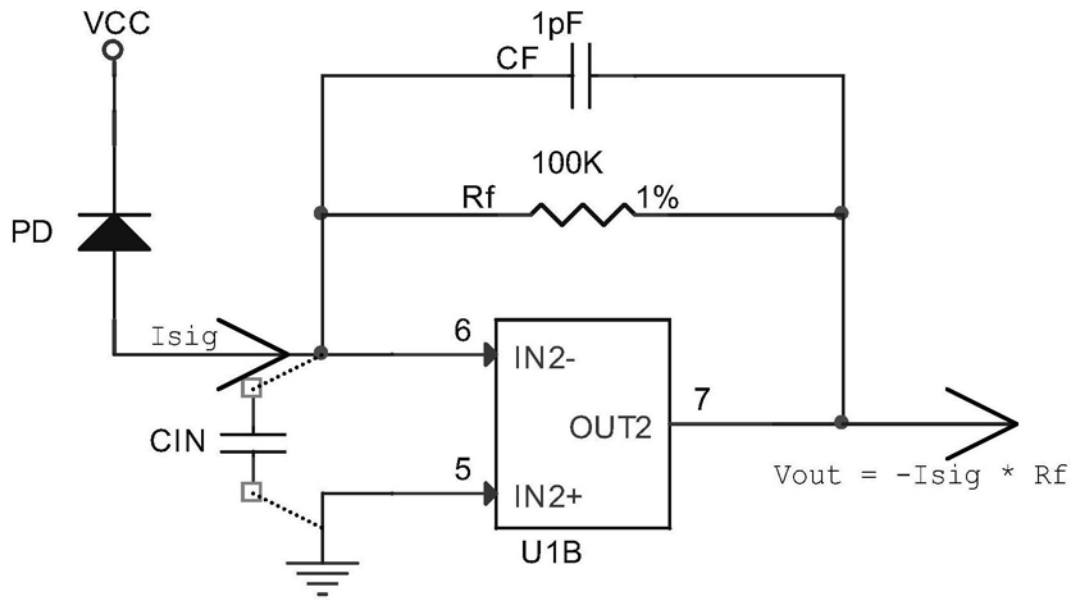 VCC
1pF
CF
100K
Rf
1%
PD
Isig
6
IN2-
7
OUT2
CIN
5
IN2+
Vout = -Isig * Rf
U1B